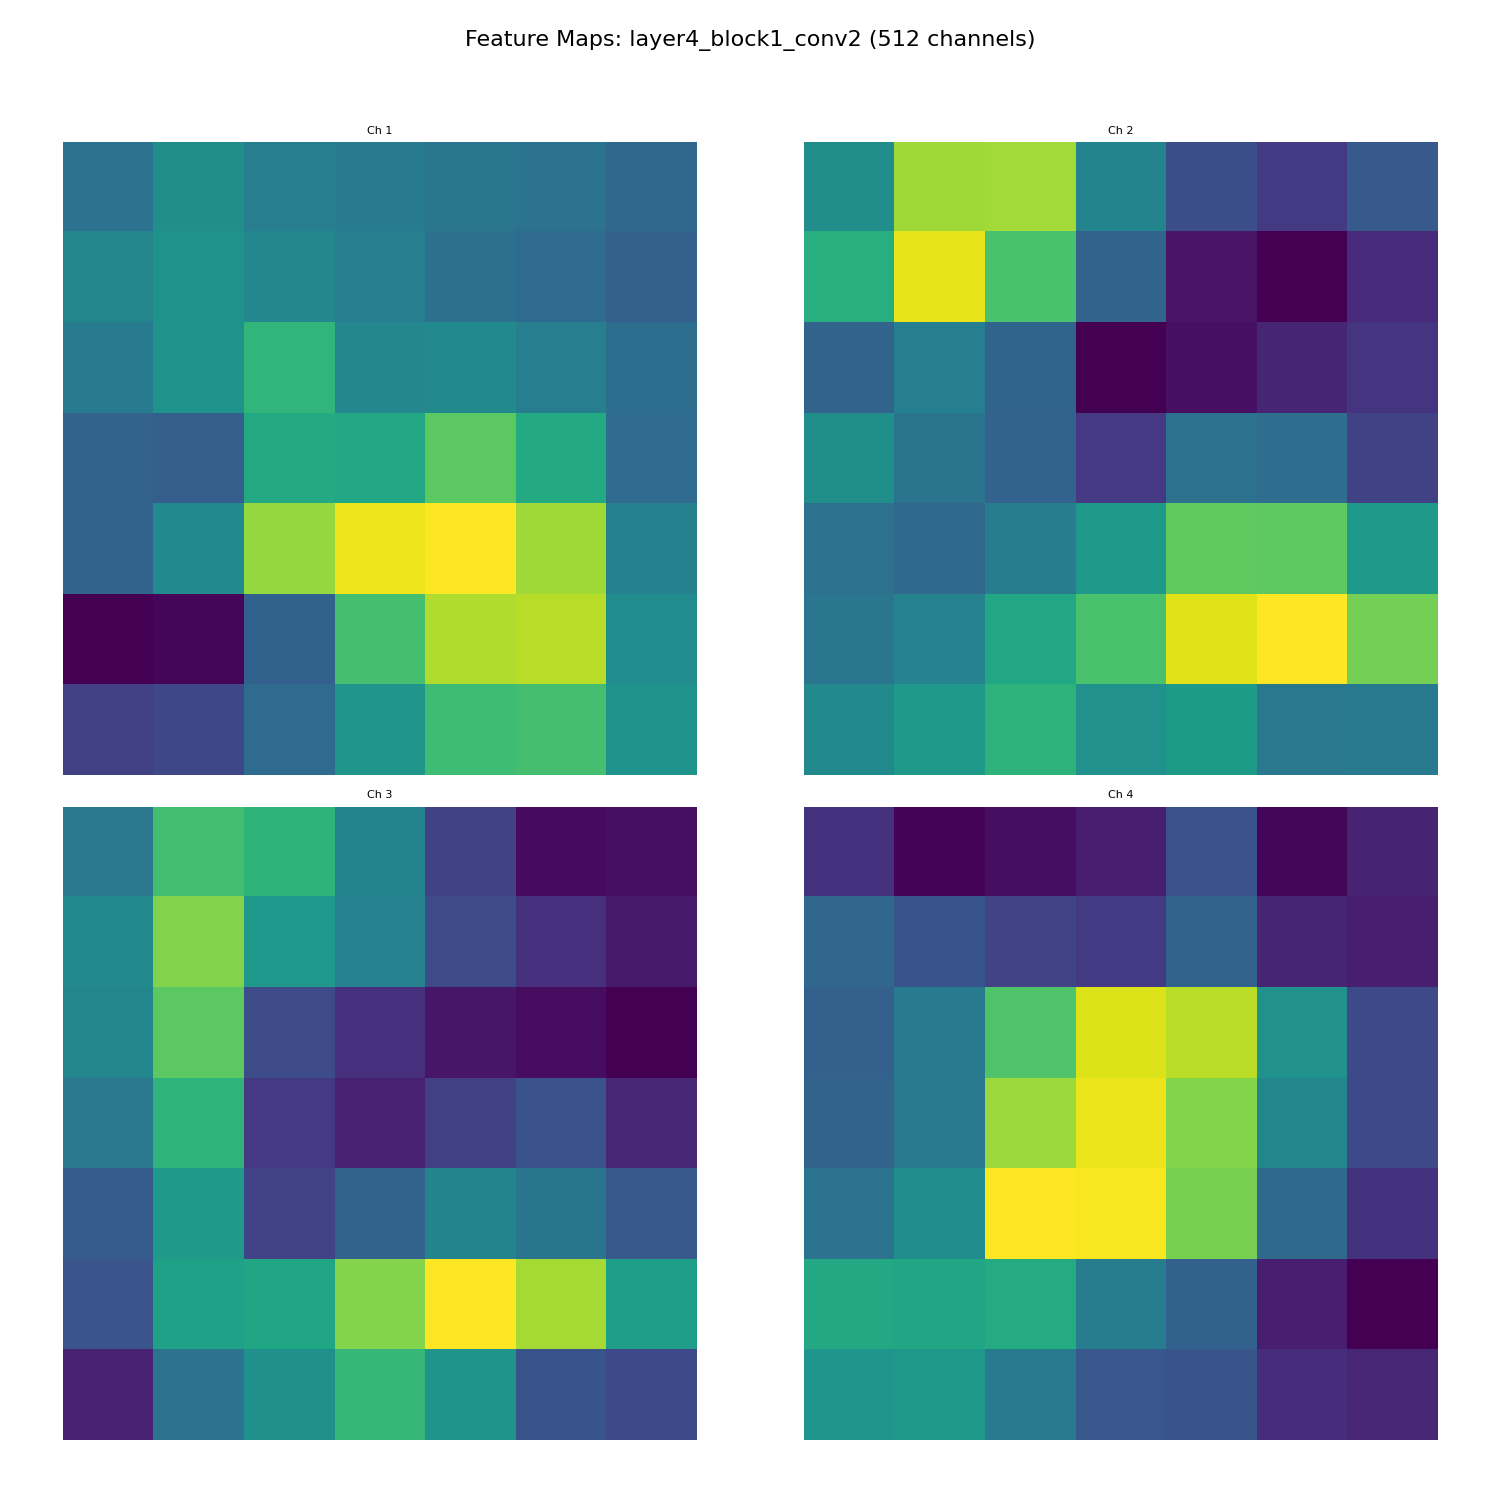 Feature Maps: layer4_block1_conv2 (512 channels)
Ch 1
Ch 2
Ch 3
Ch 4